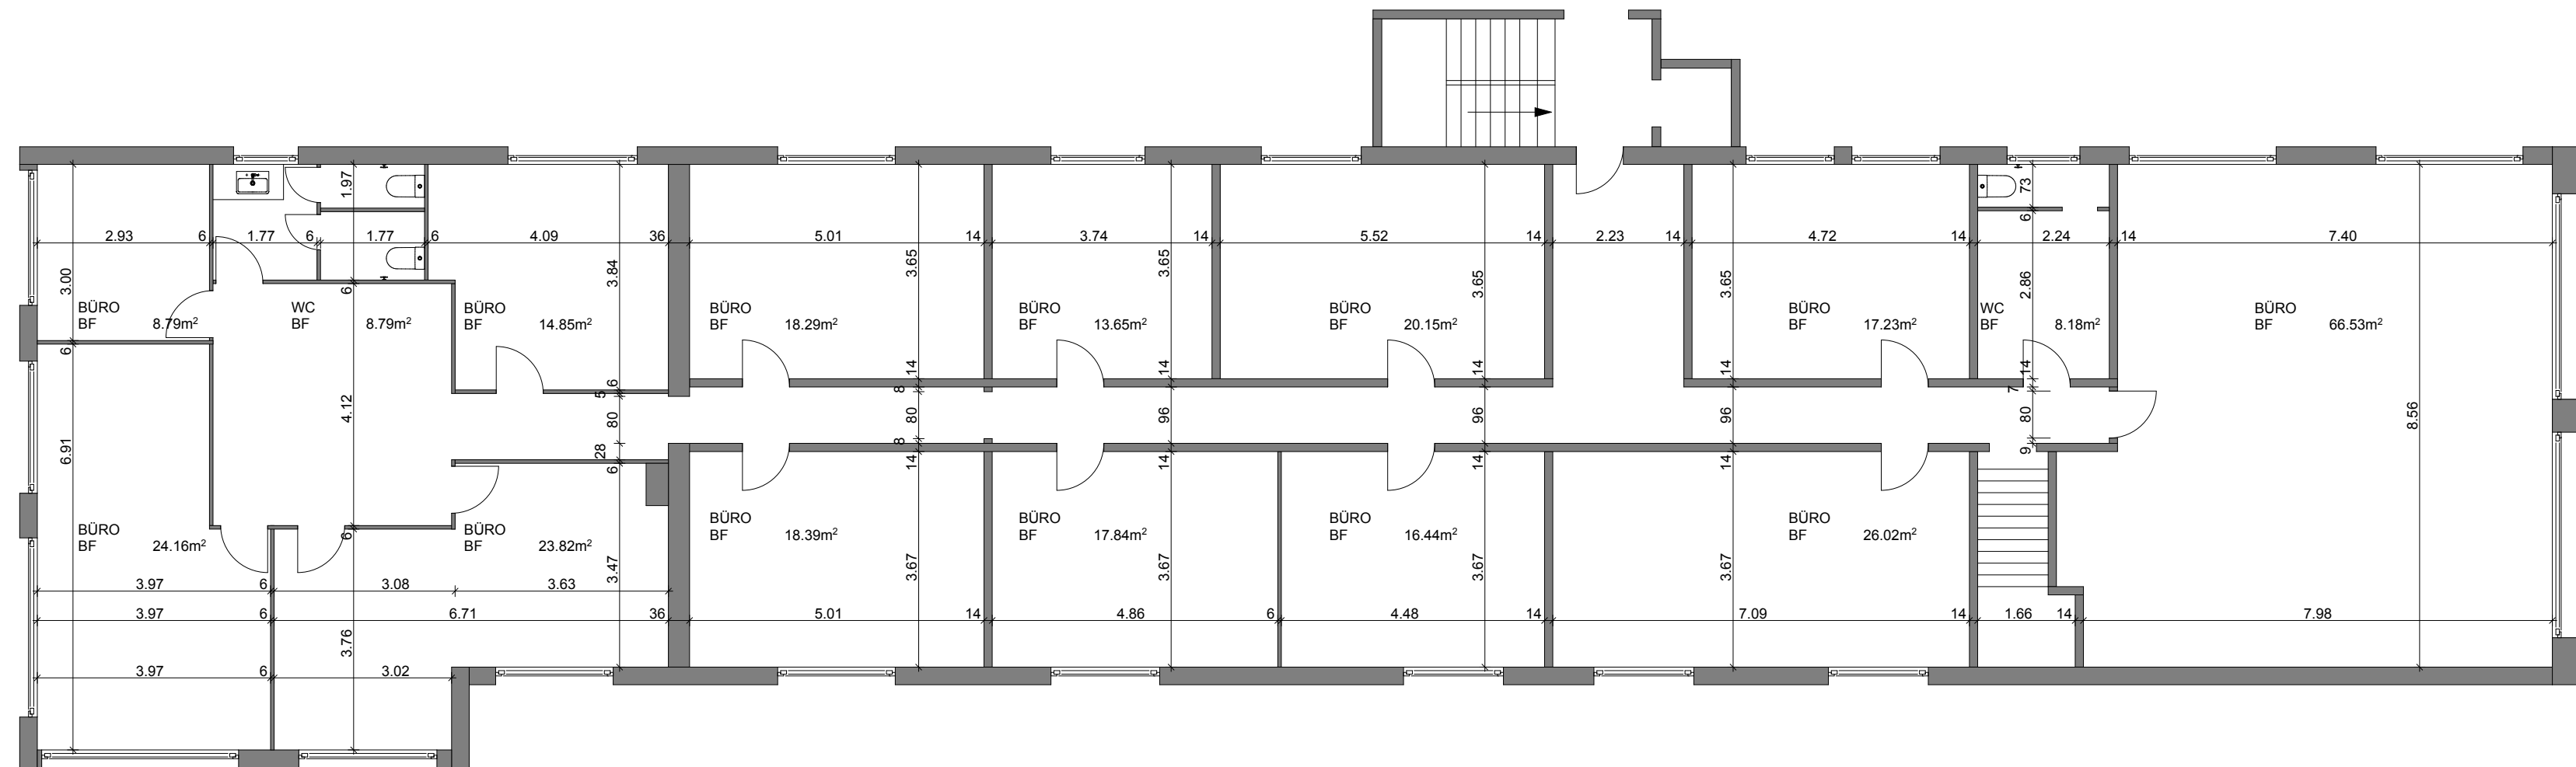 1.97
73
6
2.93
6
1.77
6
1.77
6
4.09
36
5.01
14
3.74
14
5.52
14
2.23
14
4.72
14
2.24
14
7.40
3.00
6
3.84
3.65
3.65
3.65
3.65
2.86
BÜRO
BF 8.79m²
WC
BF 8.79m²
BÜRO
BF 14.85m²
BÜRO
BF 18.29m²
BÜRO
BF 13.65m²
BÜRO
BF 20.15m²
BÜRO
BF 17.23m²
WC
BF 8.18m²
BÜRO
BF 66.53m²
6
6
14
14
14
14
14
5
8
7
4.12
80
80
96
96
96
80
8.56
6.91
28
8
9
6
14
14
14
14
BÜRO
BF 24.16m²
BÜRO
BF 23.82m²
BÜRO
BF 18.39m²
BÜRO
BF 17.84m²
BÜRO
BF 16.44m²
BÜRO
BF 26.02m²
6
3.47
3.67
3.67
3.67
3.67
3.97
6
3.08
3.63
3.97
6
6.71
36
5.01
14
4.86
6
4.48
14
7.09
14
1.66
14
7.98
3.76
3.97
6
3.02